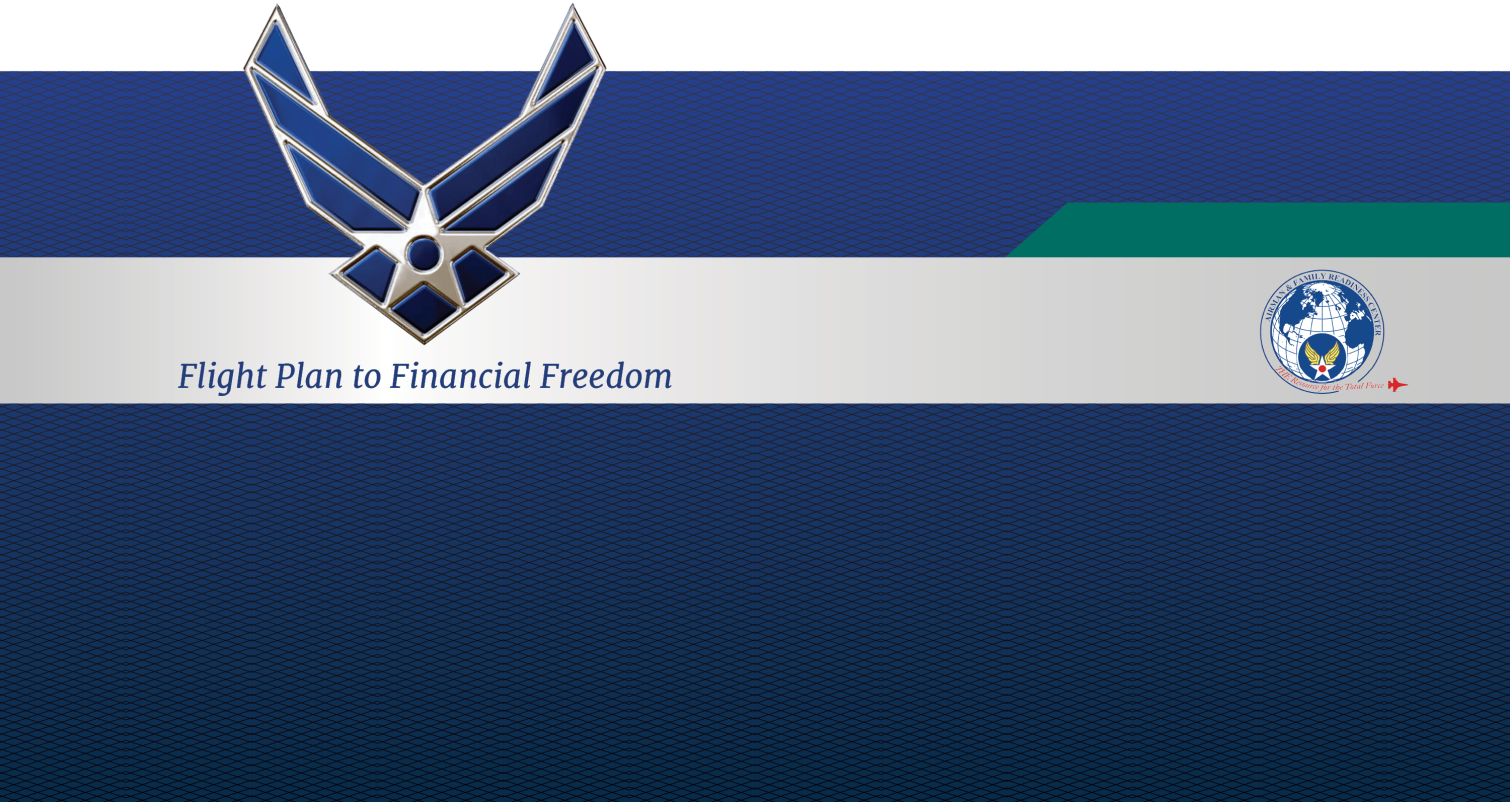 Flight Plan to Financial Freedom
AIRMAN & FAMILY READINESS CENTER
THE Resource for the Total Force